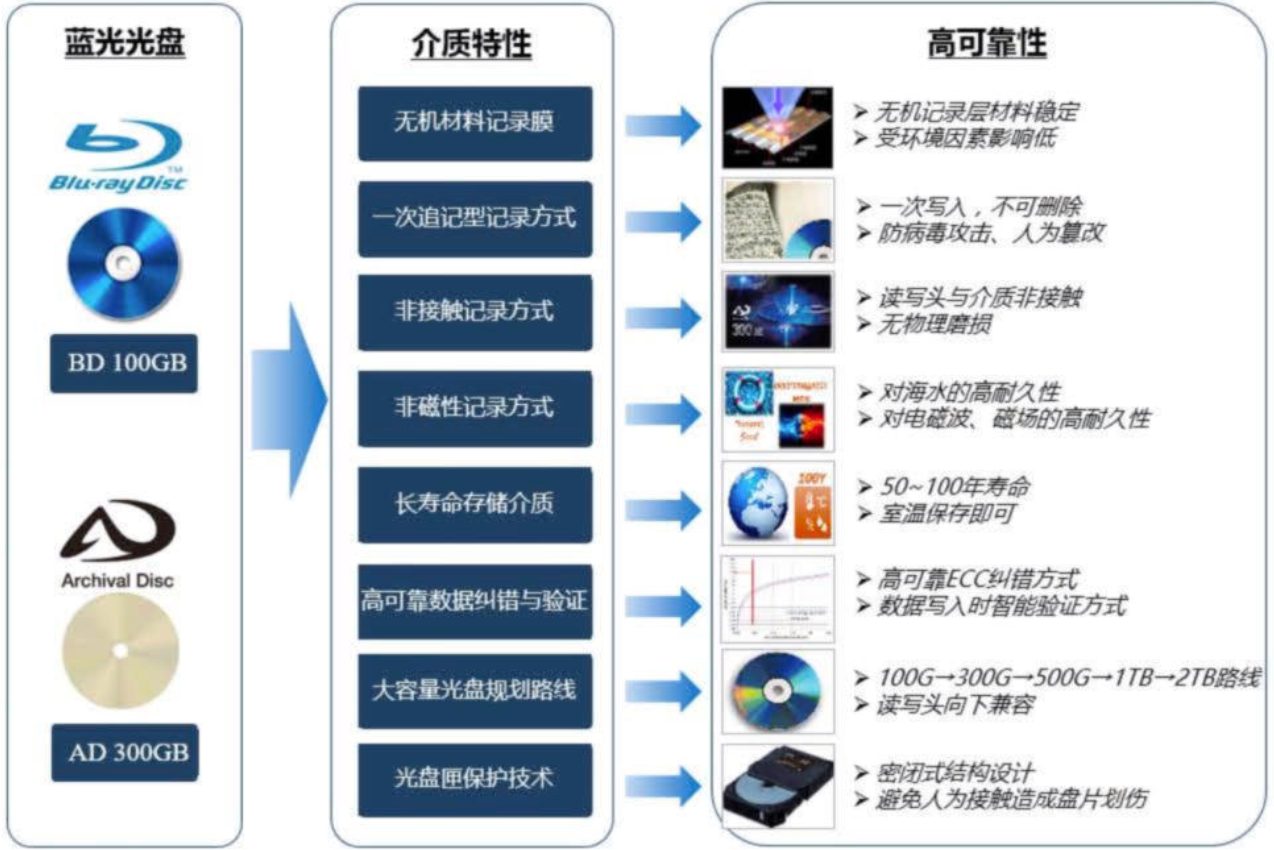 蓝光光盘
Blu-ray Disc
TM
BD 100GB
Archival Disc
AD 300GB
介质特性
无机材料记录膜
一次追记型记录方式
非接触记录方式
非磁性记录方式
长寿命存储介质
高可靠数据纠错与验证
大容量光盘规划路线
光盘匣保护技术
高可靠性
➢ 无机记录层材料稳定
➢ 受环境因素影响低
➢ 一次写入，不可删除
➢ 防病毒攻击、人为篡改
300
➢ 读写头与介质非接触
➢ 无物理磨损
➢ 对海水的高耐久性
➢ 对电磁波、磁场的高耐久性
100Y
℃
➢ 50~100年寿命
➢ 室温保存即可
➢ 高可靠ECC纠错方式
➢ 数据写入时智能验证方式
➢ 100G→300G→500G→1TB→2TB路线
➢ 读写头向下兼容
➢ 密闭式结构设计
➢ 避免人为接触造成盘片划伤